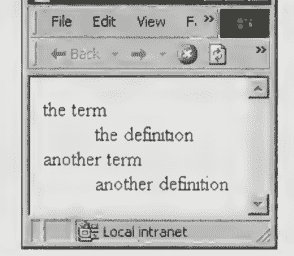 File Edit View F. »
Back »
the term
the definition
another term
another definition
Local intranet